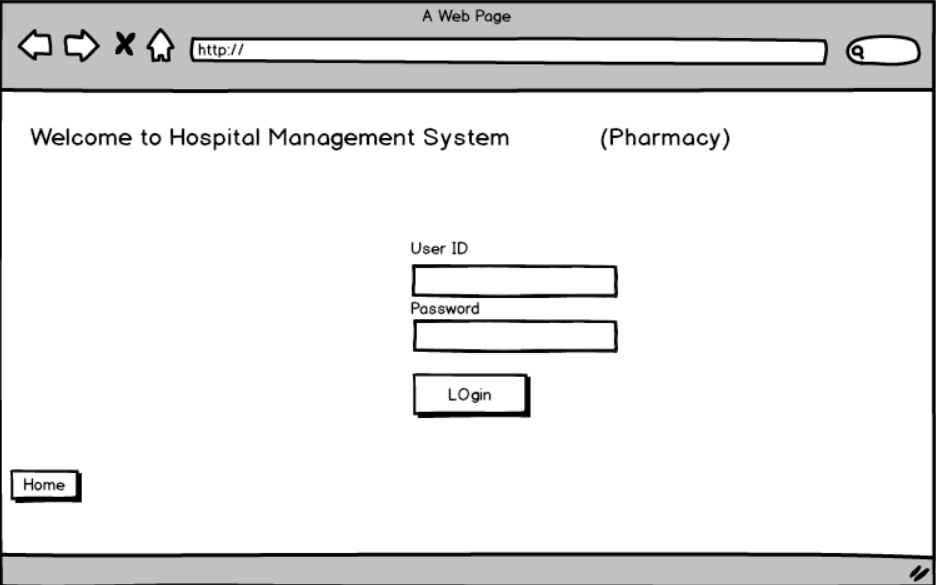 A Web Page
http://
Welcome to Hospital Management System (Pharmacy)
User ID
Password
LOgin
Home